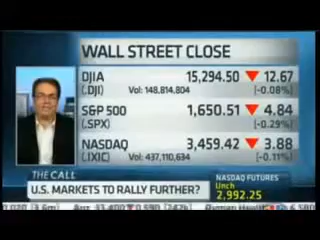 WALL STREET CLOSE
DJIA 15,294.50 ▼ 12.67
(.DJI) Vol: 148,814,804 [-0.08%]
S&P 500 1,650.51 ▼ 4.84
(.SPX) [-0.29%]
NASDAQ 3,459.42 ▼ 3.88
(.IXIC) Vol: 437,110,634 [-0.11%]
THE CALL
U.S. MARKETS TO RALLY FURTHER?
NASDAQ FUTURES
Unch
2,992.25